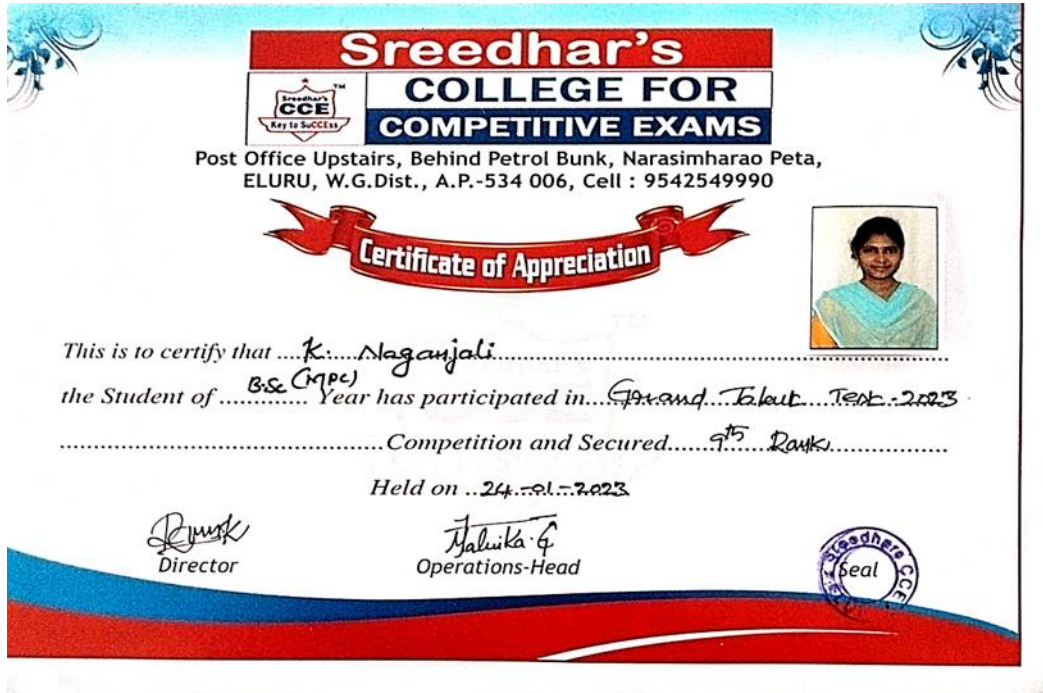 Sreedhar's
Sreedhar's
CCE
Key to SuCCEss
TM
COLLEGE FOR
COMPETITIVE EXAMS
Post Office Upstairs, Behind Petrol Bunk, Narasimharao Peta,
ELURU, W.G.Dist., A.P.-534 006, Cell : 9542549990
Certificate of Appreciation
This is to certify that ....K. Naganjali
the Student of B.Sc (MPC) Year has participated in Grand Talent Test - 2023
Competition and Secured 9th Rank
Held on 24-01-2023
Malvika.G
Director
Operations-Head
Seal
Sreedhars CCE